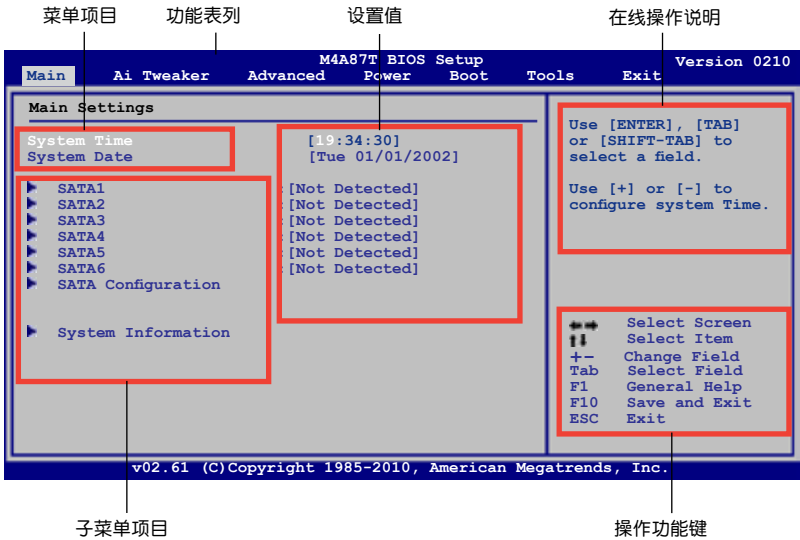 菜单项目 功能表列 设置值 在线操作说明
M4A87T BIOS Setup Version 0210
Main Ai Tweaker Advanced Power Boot Tools Exit
Main Settings
System Time [19:34:30]
System Date [Tue 01/01/2002]
SATA1 :[Not Detected]
SATA2 :[Not Detected]
SATA3 :[Not Detected]
SATA4 :[Not Detected]
SATA5 :[Not Detected]
SATA6 :[Not Detected]
SATA Configuration
System Information
Use [ENTER], [TAB]
or [SHIFT-TAB] to
select a field.
Use [+] or [-] to
configure system Time.
←→ Select Screen
↑↓ Select Item
+- Change Field
Tab Select Field
F1 General Help
F10 Save and Exit
ESC Exit
v02.61 (C)Copyright 1985-2010, American Megatrends, Inc.
子菜单项目 操作功能键